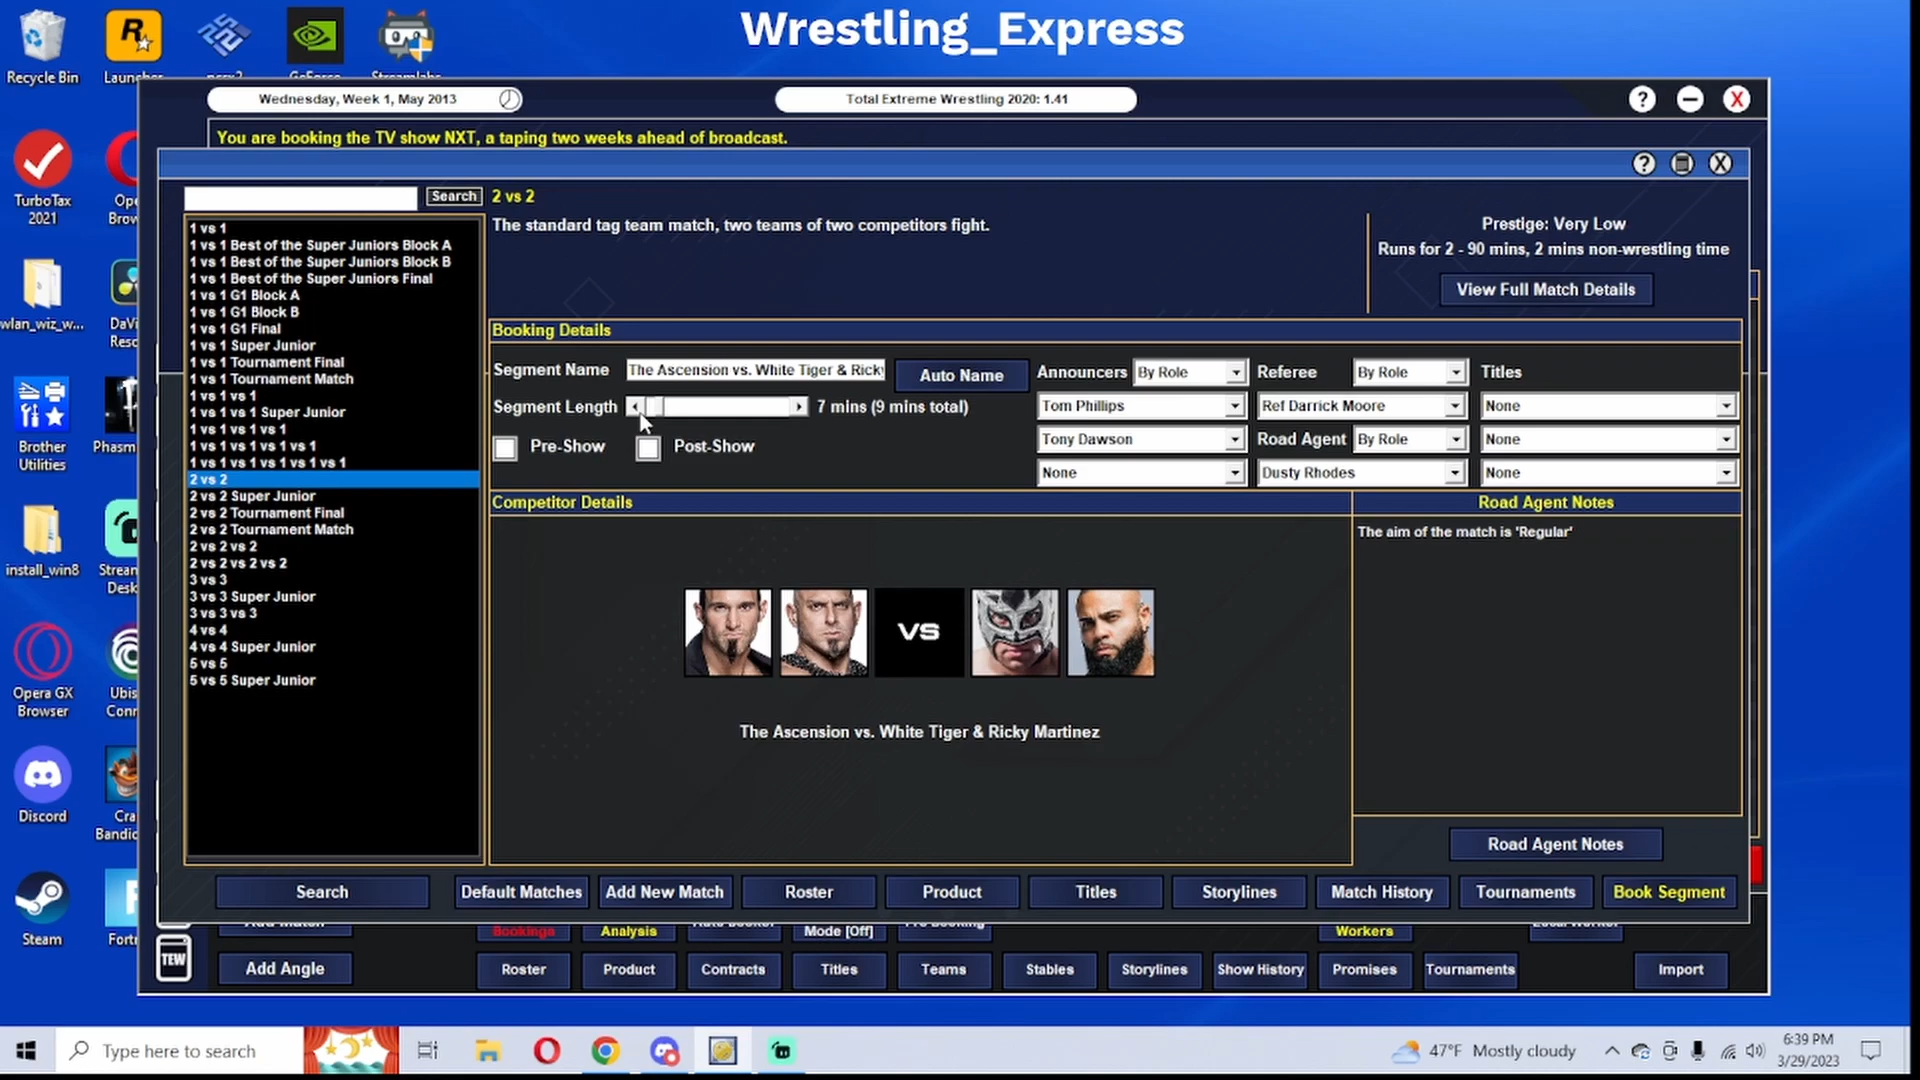 Wrestling_Express
Recycle Bin
Wednesday, Week 1, May 2013
Total Extreme Wrestling 2020: 1.41
?
X
You are booking the TV show NXT, a taping two weeks ahead of broadcast.
?
X
Search
2 vs 2
The standard tag team match, two teams of two competitors fight.
Prestige: Very Low
Runs for 2 - 90 mins, 2 mins non-wrestling time
View Full Match Details
1 vs 1
1 vs 1 Best of the Super Juniors Block A
1 vs 1 Best of the Super Juniors Block B
1 vs 1 Best of the Super Juniors Final
1 vs 1 G1 Block A
1 vs 1 G1 Block B
1 vs 1 G1 Final
1 vs 1 Super Junior
1 vs 1 Tournament Final
1 vs 1 Tournament Match
1 vs 1 vs 1
1 vs 1 vs 1 Super Junior
1 vs 1 vs 1 vs 1
1 vs 1 vs 1 vs 1 vs 1
1 vs 1 vs 1 vs 1 vs 1 vs 1
2 vs 2
2 vs 2 Super Junior
2 vs 2 Tournament Final
2 vs 2 Tournament Match
2 vs 2 vs 2
2 vs 2 vs 2 vs 2
3 vs 3
3 vs 3 Super Junior
3 vs 3 vs 3
4 vs 4
4 vs 4 Super Junior
5 vs 5
5 vs 5 Super Junior
Booking Details
Segment Name
The Ascension vs. White Tiger & Ricky
Auto Name
Segment Length
7 mins (9 mins total)
Pre-Show
Post-Show
Announcers
By Role
Tom Phillips
Tony Dawson
None
Referee
By Role
Ref Darrick Moore
Road Agent
By Role
Dusty Rhodes
Titles
None
None
None
Competitor Details
VS
The Ascension vs. White Tiger & Ricky Martinez
Road Agent Notes
The aim of the match is 'Regular'
Road Agent Notes
Search
Default Matches
Add New Match
Roster
Product
Titles
Storylines
Match History
Tournaments
Book Segment
Bookings
Analysis
Mode [Off]
Workers
TEW
Add Angle
Roster
Product
Contracts
Titles
Teams
Stables
Storylines
Show History
Promises
Tournaments
Import
TurboTax
2021
wlan_wiz_w...
Brother
Utilities
install_win8
Opera GX
Browser
Discord
Steam
Ope
Brow
DaVi
Reso
Phasm
Stream
Desk
Ubis
Conn
Cra
Bandic
Fortn
Type here to search
47°F Mostly cloudy
6:39 PM
3/29/2023